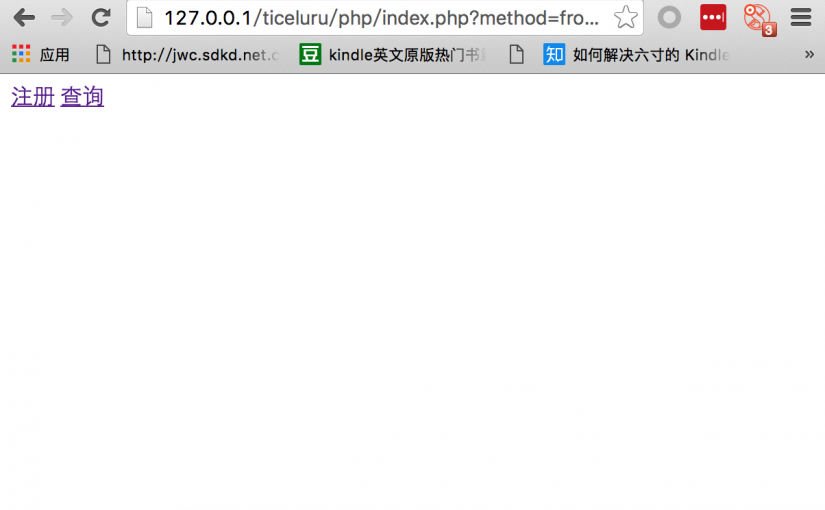 127.0.0.1/ticeluru/php/index.php?method=fro...
应用 http://jwc.sdkd.net.c 豆 kindle英文原版热门书 知 如何解决六寸的 Kindle »
注册 查询
3